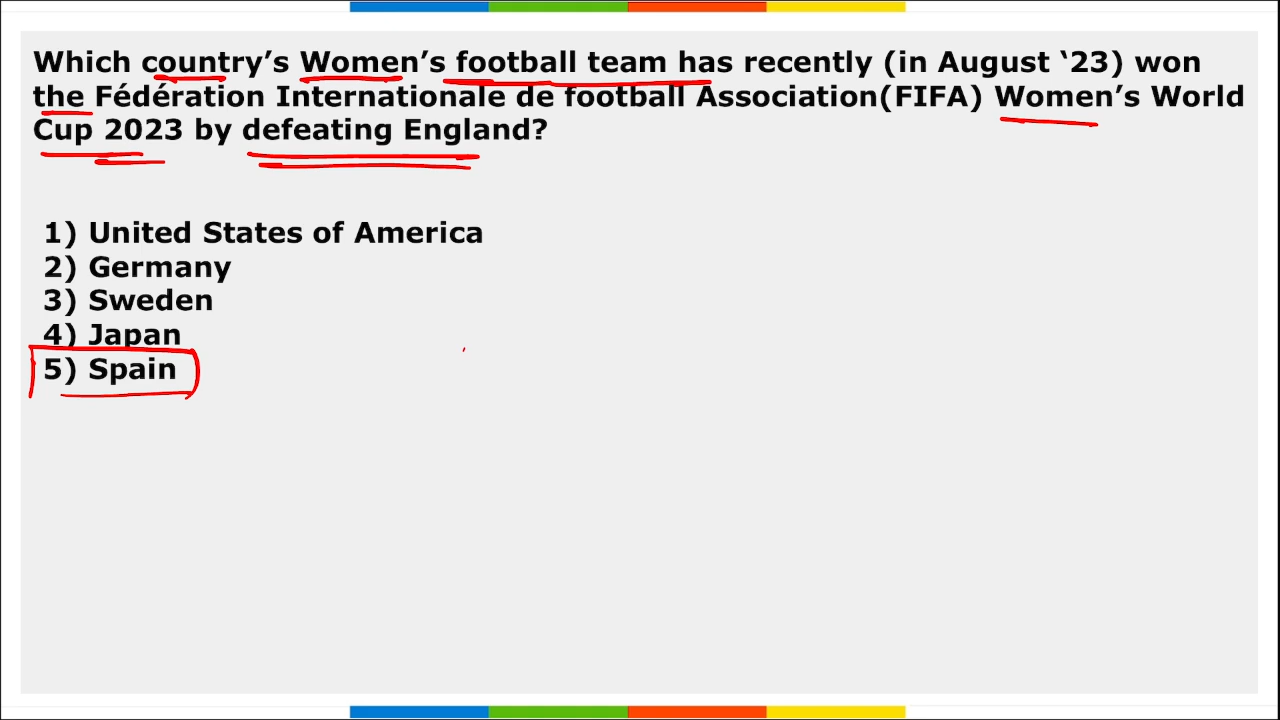 Which country’s Women’s football team has recently (in August ‘23) won
the Fédération Internationale de football Association(FIFA) Women’s World
Cup 2023 by defeating England?
1) United States of America
2) Germany
3) Sweden
4) Japan
5) Spain